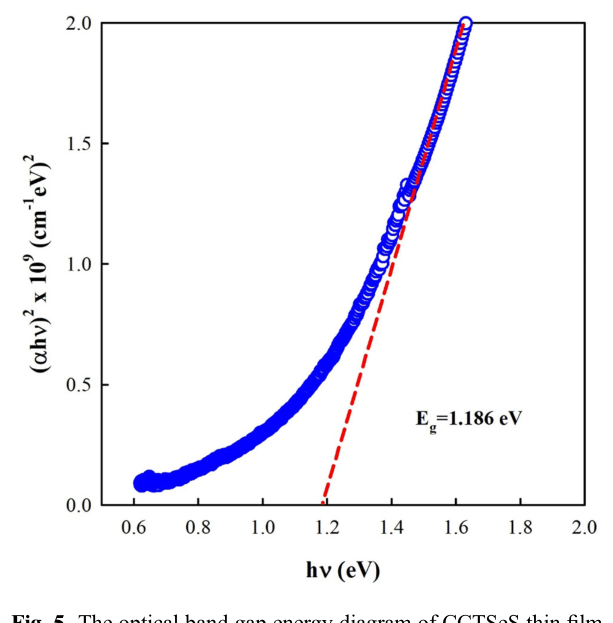 2.0
1.5
1.0
0.5
0.0
(αhν)² x 10⁹ (cm⁻¹eV)²
E_g=1.186 eV
0.6 0.8 1.0 1.2 1.4 1.6 1.8 2.0
hν (eV)
Fig. 5 The optical band gap energy diagram of CCTSeS thin film